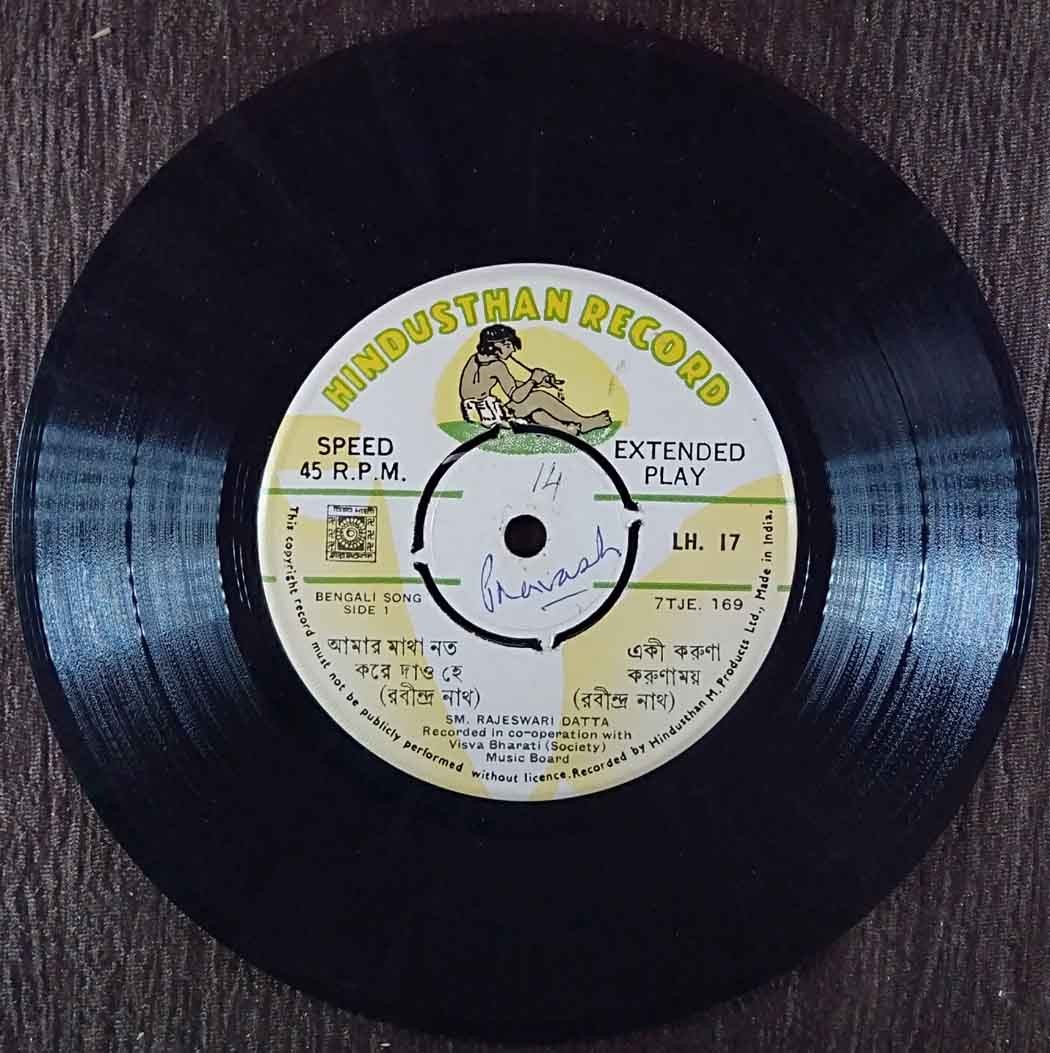 HINDUSTHAN RECORD
SPEED
45 R.P.M.
EXTENDED
PLAY
14
LH. 17
Pravash
BENGALI SONG
SIDE 1
7TJE. 169
আমার মাথা নত
করে দাও হে
(রবীন্দ্র নাথ)
একী করুণা
করুণাময়
(রবীন্দ্র নাথ)
SM. RAJESWARI DATTA
Recorded in co-operation with
Visva Bharati (Society)
Music Board
This copyright record must not be publicly performed without licence. Recorded by Hindusthan M. Products Ltd., Made in India.